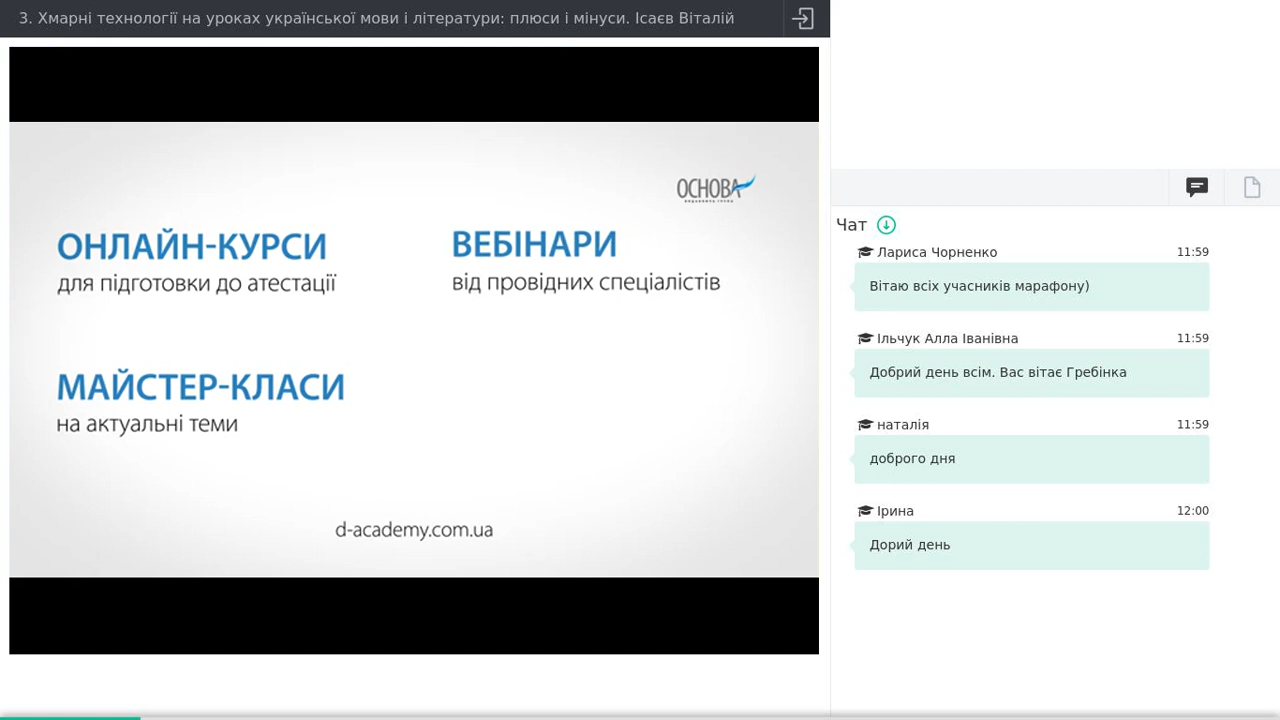 3. Хмарні технології на уроках української мови і літератури: плюси і мінуси. Ісаєв Віталій
ОСНОВА
ОНЛАЙН-КУРСИ
для підготовки до атестації
ВЕБІНАРИ
від провідних спеціалістів
МАЙСТЕР-КЛАСИ
на актуальні теми
d-academy.com.ua
Чат
Лариса Чорненко 11:59
Вітаю всіх учасників марафону)
Ільчук Алла Іванівна 11:59
Добрий день всім. Вас вітає Гребінка
наталія 11:59
доброго дня
Ірина 12:00
Дорий день